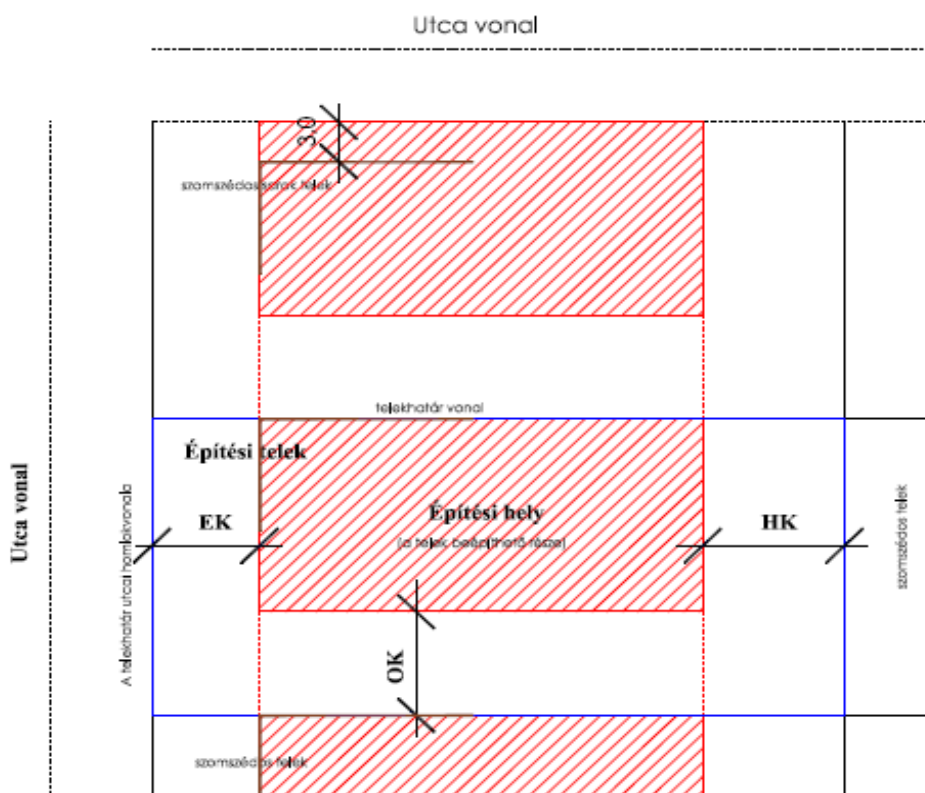 Utca vonal
3,0
szomszédos sarok telek
telekhatár vonal
Építési telek
Utca vonal
A telekhatár utcai homlokvonala
EK
Építési hely
(a telek beépíthető része)
HK
szomszédos telek
OK
szomszédos telek